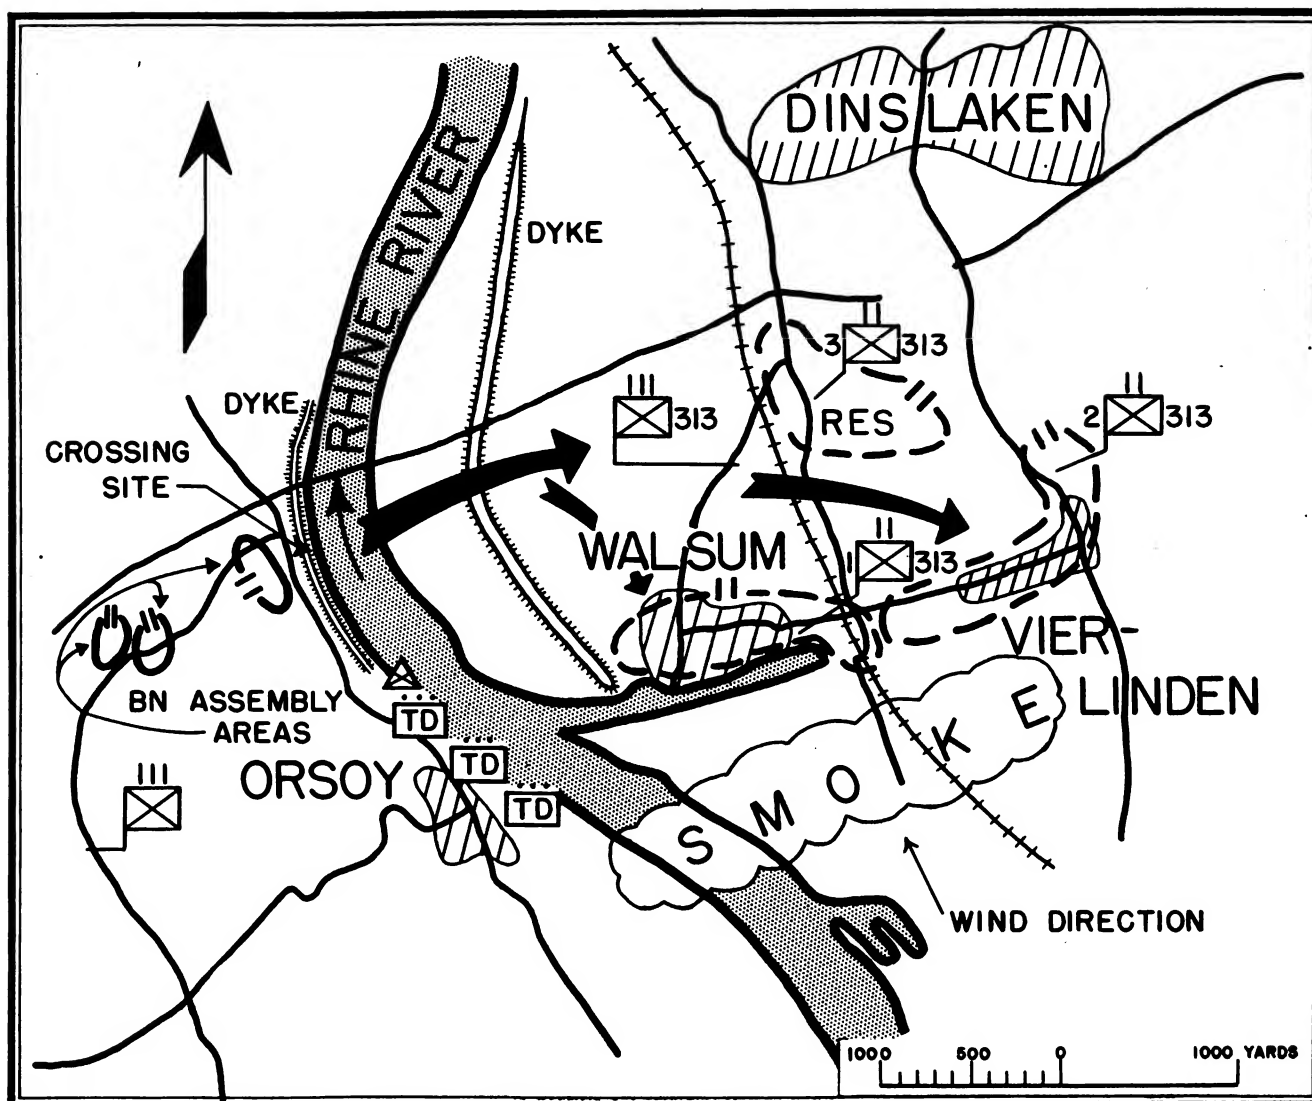 DINSLAKEN
RHINE RIVER
DYKE
DYKE
3 313
313
RES
2 313
CROSSING
SITE
WALSUM
1 313
VIER-
LINDEN
BN ASSEMBLY
AREAS
TD
TD
TD
ORSOY
SMOKE
WIND DIRECTION
1000 500 0 1000 YARDS